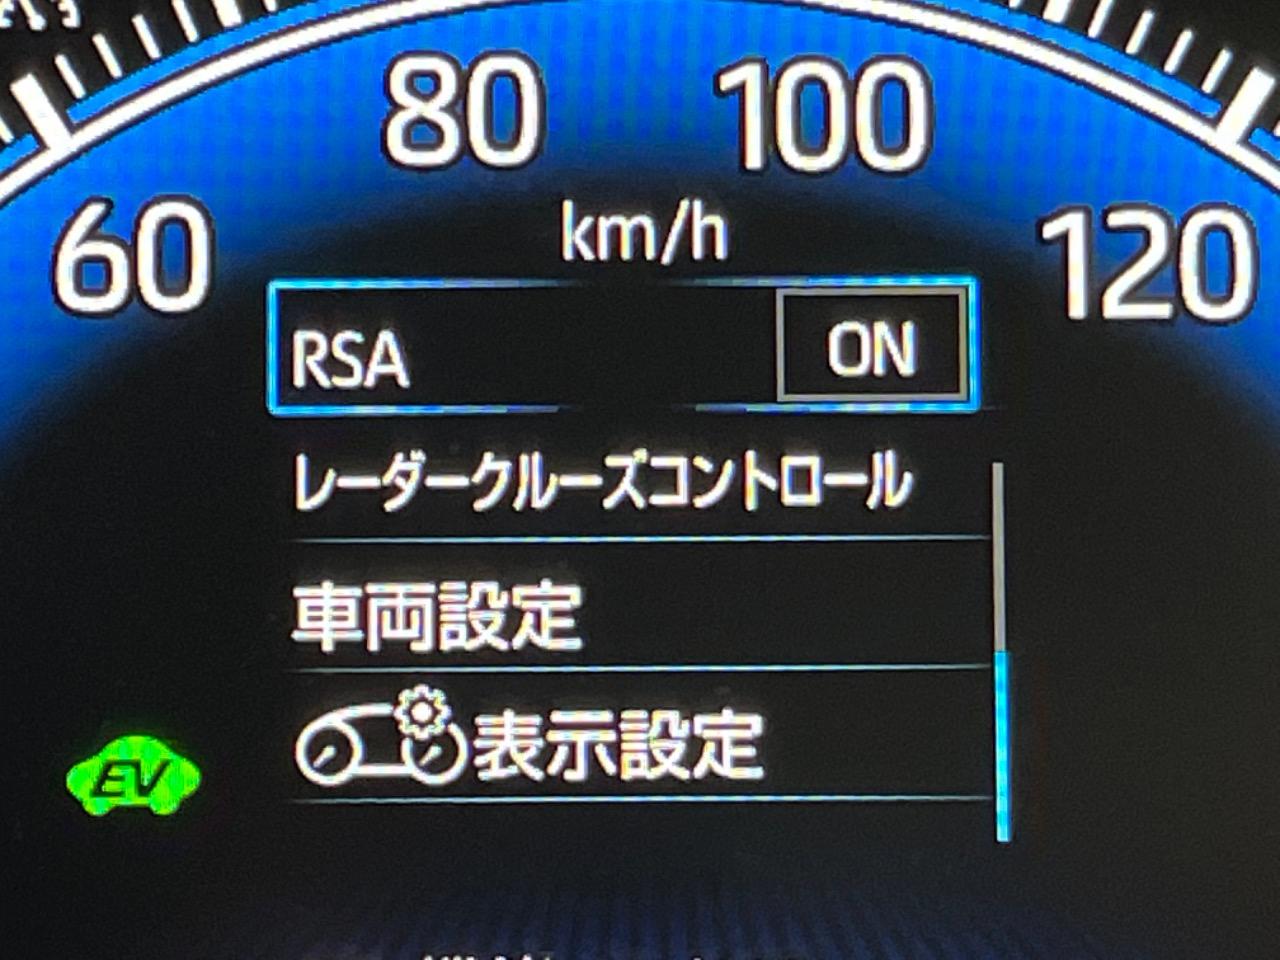 80 100
60 km/h 120
RSA ON
レーダークルーズコントロール
車両設定
表示設定
EV